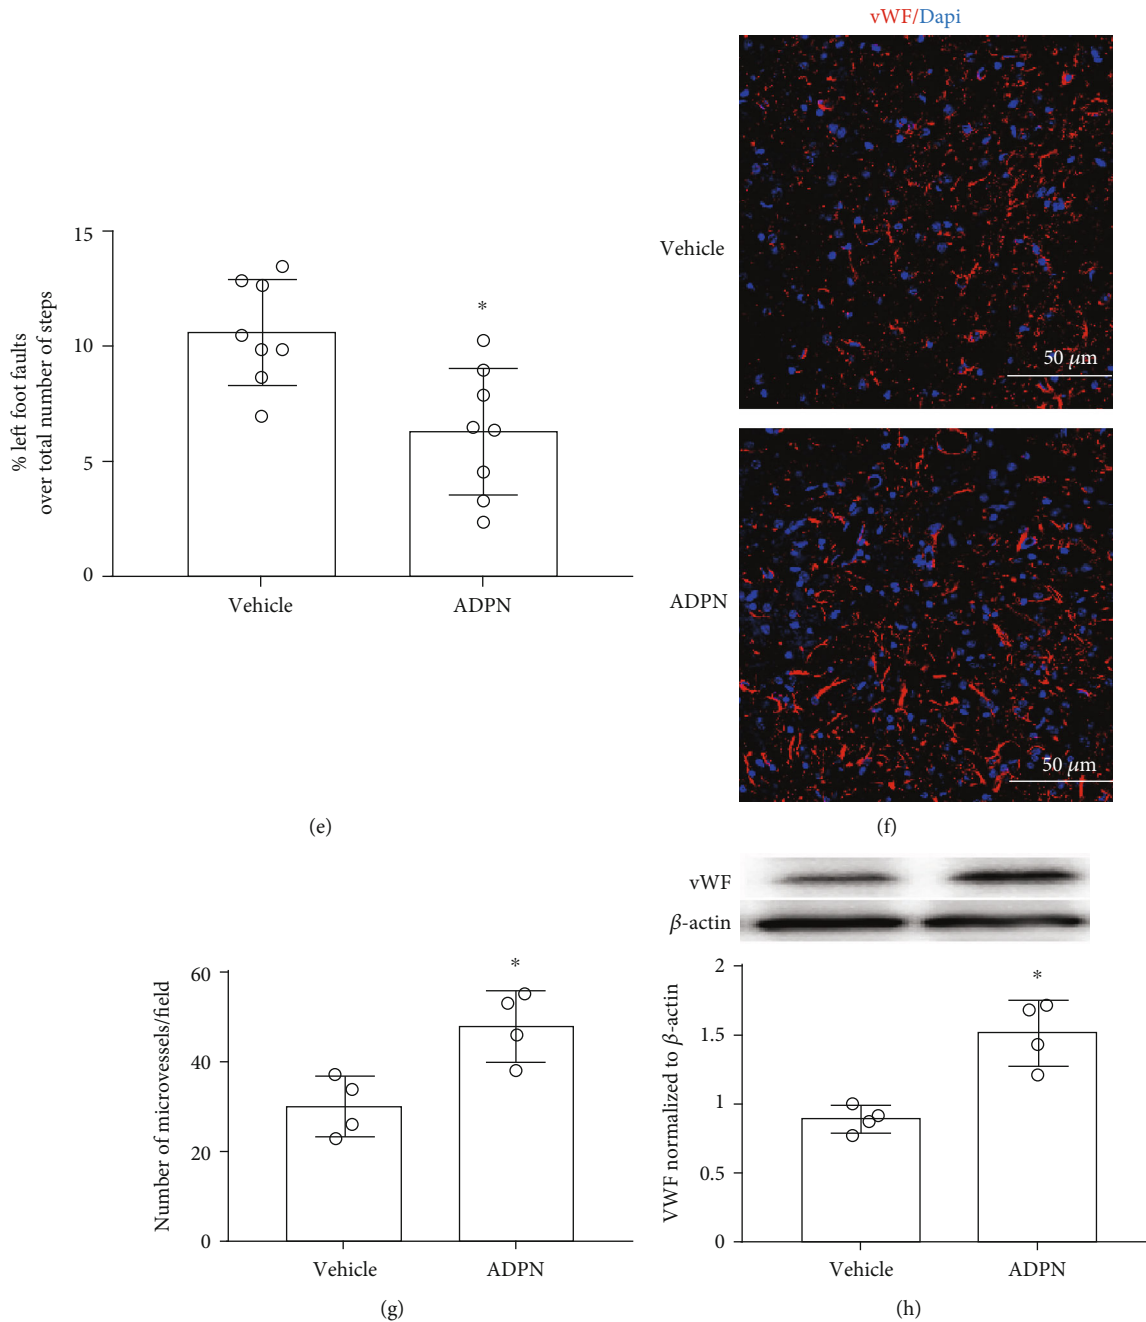 vWF/Dapi
15
10
5
0
% left foot faults
over total number of steps
*
Vehicle
ADPN
(e)
Vehicle
50 μm
ADPN
50 μm
(f)
60
40
20
0
Number of microvessels/field
*
Vehicle
ADPN
(g)
vWF
β-actin
2
1.5
1
0.5
0
VWF normalized to β-actin
*
Vehicle
ADPN
(h)